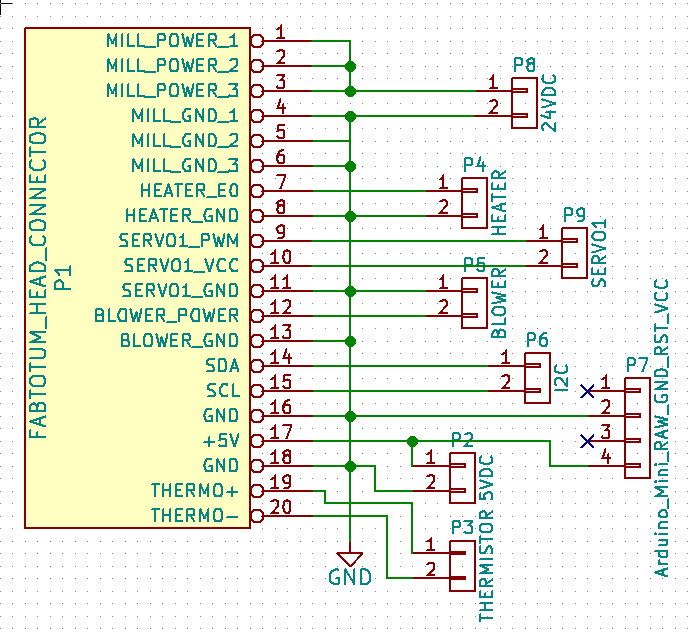 FABTOTUM_HEAD_CONNECTOR
P1
MILL_POWER_1 1
MILL_POWER_2 2
MILL_POWER_3 3
MILL_GND_1 4
MILL_GND_2 5
MILL_GND_3 6
HEATER_E0 7
HEATER_GND 8
SERVO1_PWM 9
SERVO1_VCC 10
SERVO1_GND 11
BLOWER_POWER 12
BLOWER_GND 13
SDA 14
SCL 15
GND 16
+5V 17
GND 18
THERMO+ 19
THERMO- 20
P8
1
2
24VDC
P4
1
2
HEATER
P9
1
2
SERVO1
P5
1
2
BLOWER
P6
1
2
I2C
P7
1
2
3
4
Arduino_Mini_RAW_GND_RST_VCC
P2
1
2
5VDC
P3
1
2
THERMISTOR
GND